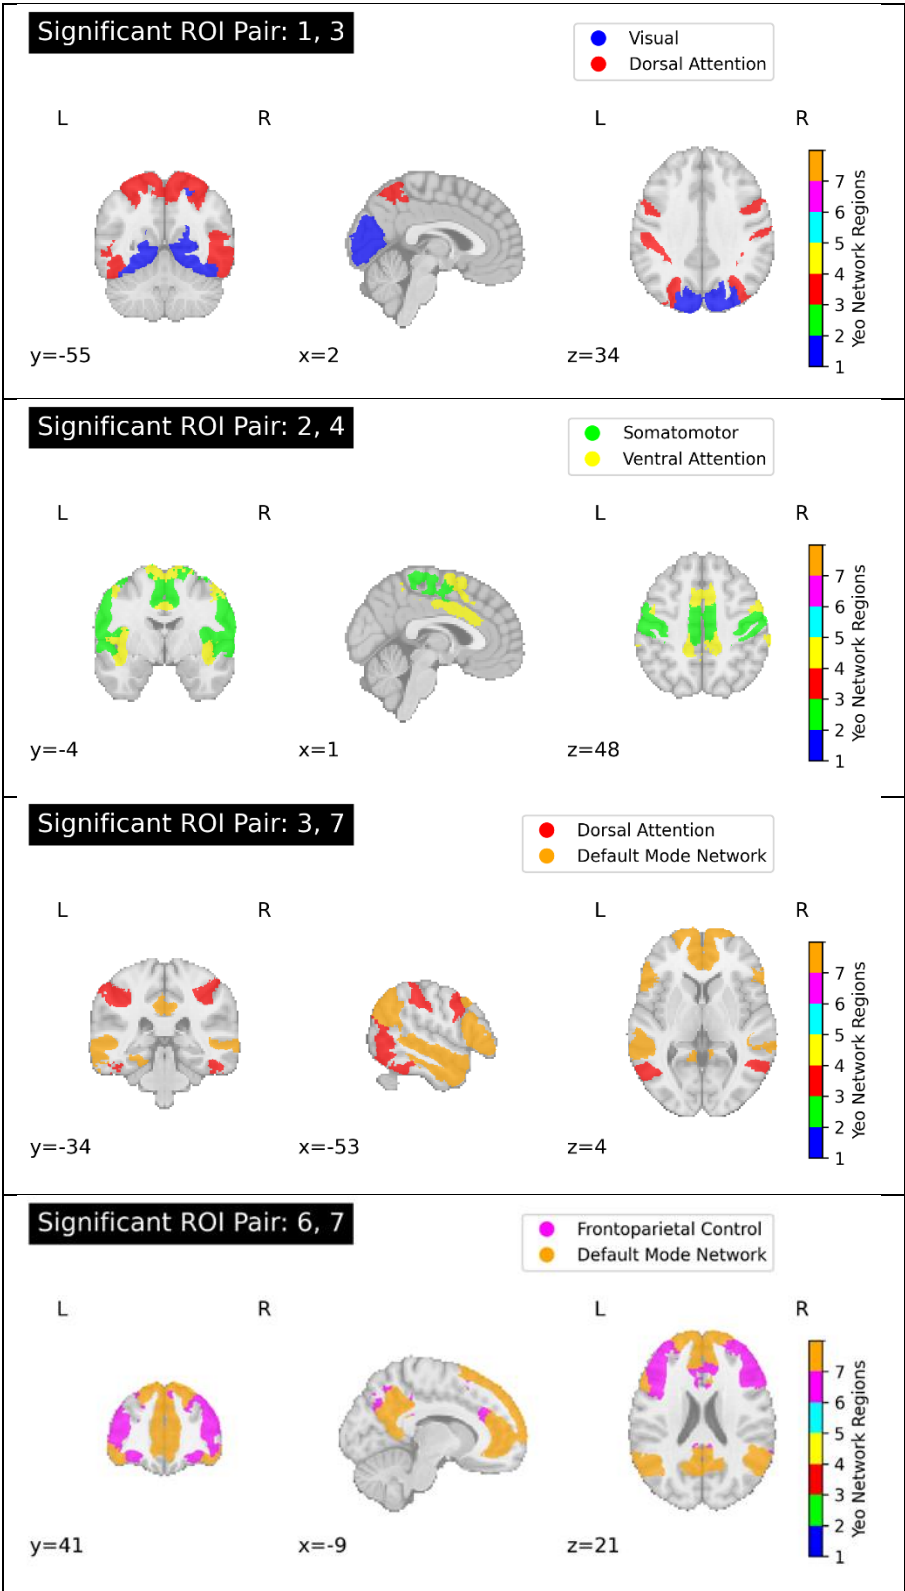 Significant ROI Pair: 1, 3
Visual
Dorsal Attention
L
R
L
R
7
6
5
4
3
2
1
Yeo Network Regions
y=-55
x=2
z=34
Significant ROI Pair: 2, 4
Somatomotor
Ventral Attention
L
R
L
R
7
6
5
4
3
2
1
Yeo Network Regions
y=-4
x=1
z=48
Significant ROI Pair: 3, 7
Dorsal Attention
Default Mode Network
L
R
L
R
7
6
5
4
3
2
1
Yeo Network Regions
y=-34
x=-53
z=4
Significant ROI Pair: 6, 7
Frontoparietal Control
Default Mode Network
L
R
L
R
7
6
5
4
3
2
1
Yeo Network Regions
y=41
x=-9
z=21